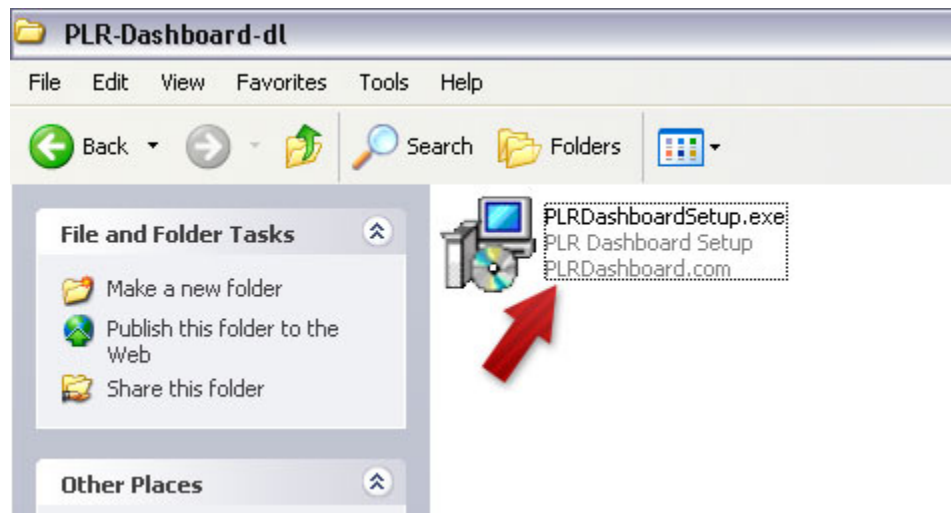 PLR-Dashboard-dl
File Edit View Favorites Tools Help
Back Search Folders
File and Folder Tasks
Make a new folder
Publish this folder to the
Web
Share this folder
Other Places
PLRDashboardSetup.exe
PLR Dashboard Setup
PLRDashboard.com